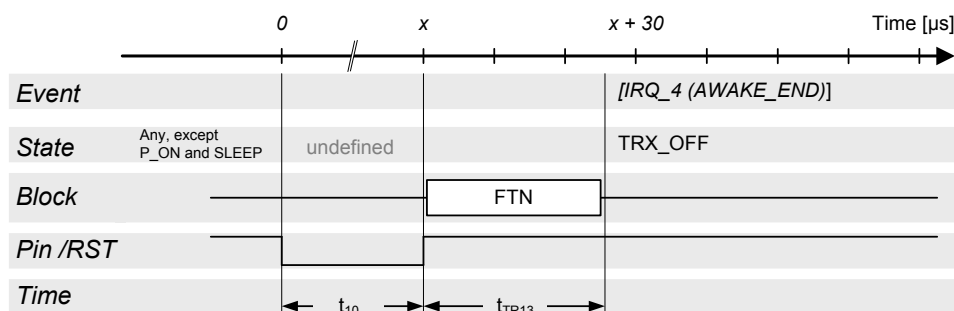 0 x x + 30 Time [µs]
Event [IRQ_4 (AWAKE_END)]
State Any, except P_ON and SLEEP undefined TRX_OFF
Block FTN
Pin /RST
Time t10 tTR13